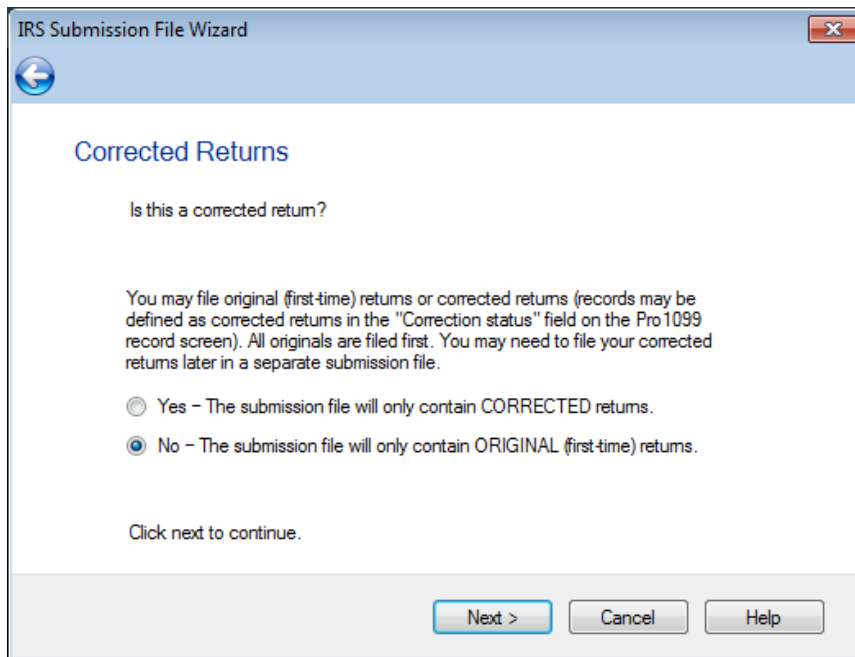 IRS Submission File Wizard
Corrected Returns
Is this a corrected return?
You may file original (first-time) returns or corrected returns (records may be
defined as corrected returns in the "Correction status" field on the Pro1099
record screen). All originals are filed first. You may need to file your corrected
returns later in a separate submission file.
Yes – The submission file will only contain CORRECTED returns.
No – The submission file will only contain ORIGINAL (first-time) returns.
Click next to continue.
Next >
Cancel
Help